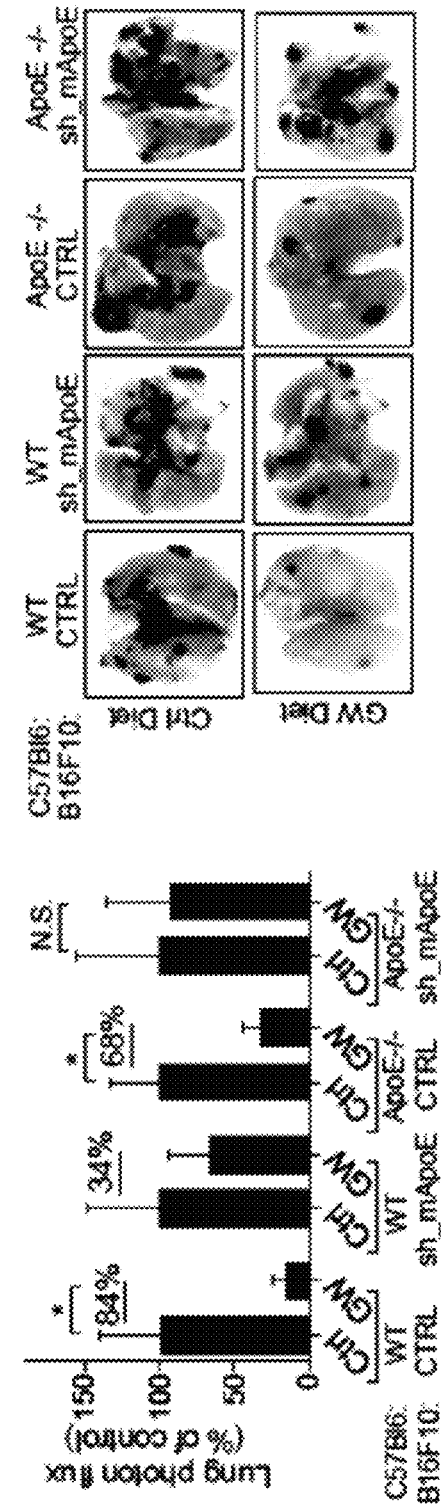 Lung photon flux
(% of control)
150
100
50
0
*
84%
34%
*
68%
N.S.
Ctrl GW Ctrl GW Ctrl GW Ctrl GW
C57Bl6: WT WT ApoE-/- ApoE-/-
B16F10: CTRL sh_mApoE CTRL sh_mApoE
C57Bl6: WT WT ApoE -/- ApoE -/-
B16F10: CTRL sh_mApoE CTRL sh_mApoE
Ctrl Diet
GW Diet